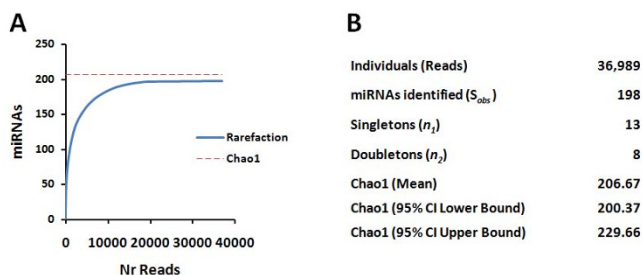 A
250
200
150
100
50
0
miRNAs
Rarefaction
Chao1
0 10000 20000 30000 40000
Nr Reads
B
Individuals (Reads) 36,989
miRNAs identified (Sobs) 198
Singletons (n1) 13
Doubletons (n2) 8
Chao1 (Mean) 206.67
Chao1 (95% CI Lower Bound) 200.37
Chao1 (95% CI Upper Bound) 229.66